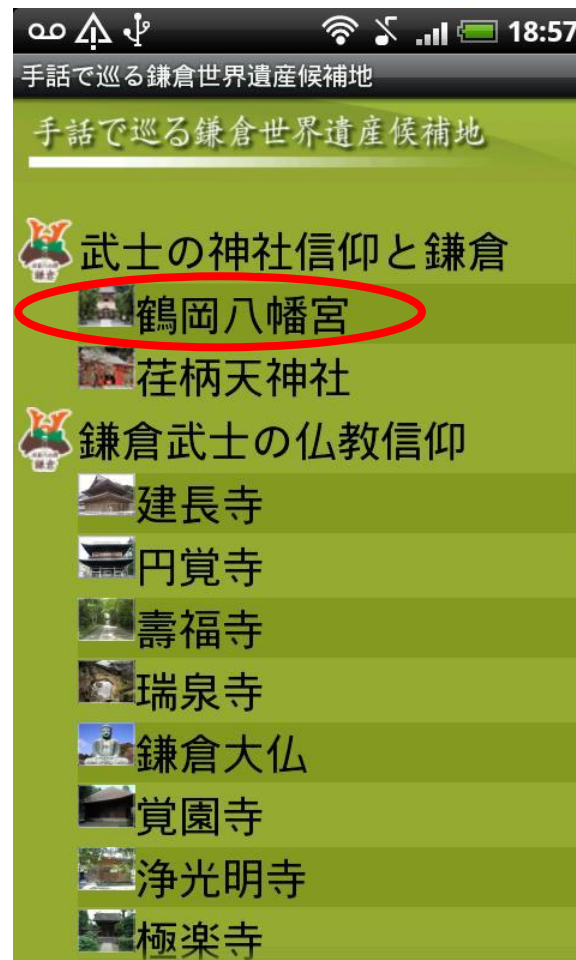 18:57
手話で巡る鎌倉世界遺産候補地
手話で巡る鎌倉世界遺産候補地
武士の神社信仰と鎌倉
鶴岡八幡宮
荏柄天神社
鎌倉武士の仏教信仰
建長寺
円覚寺
壽福寺
瑞泉寺
鎌倉大仏
覚園寺
浄光明寺
極楽寺